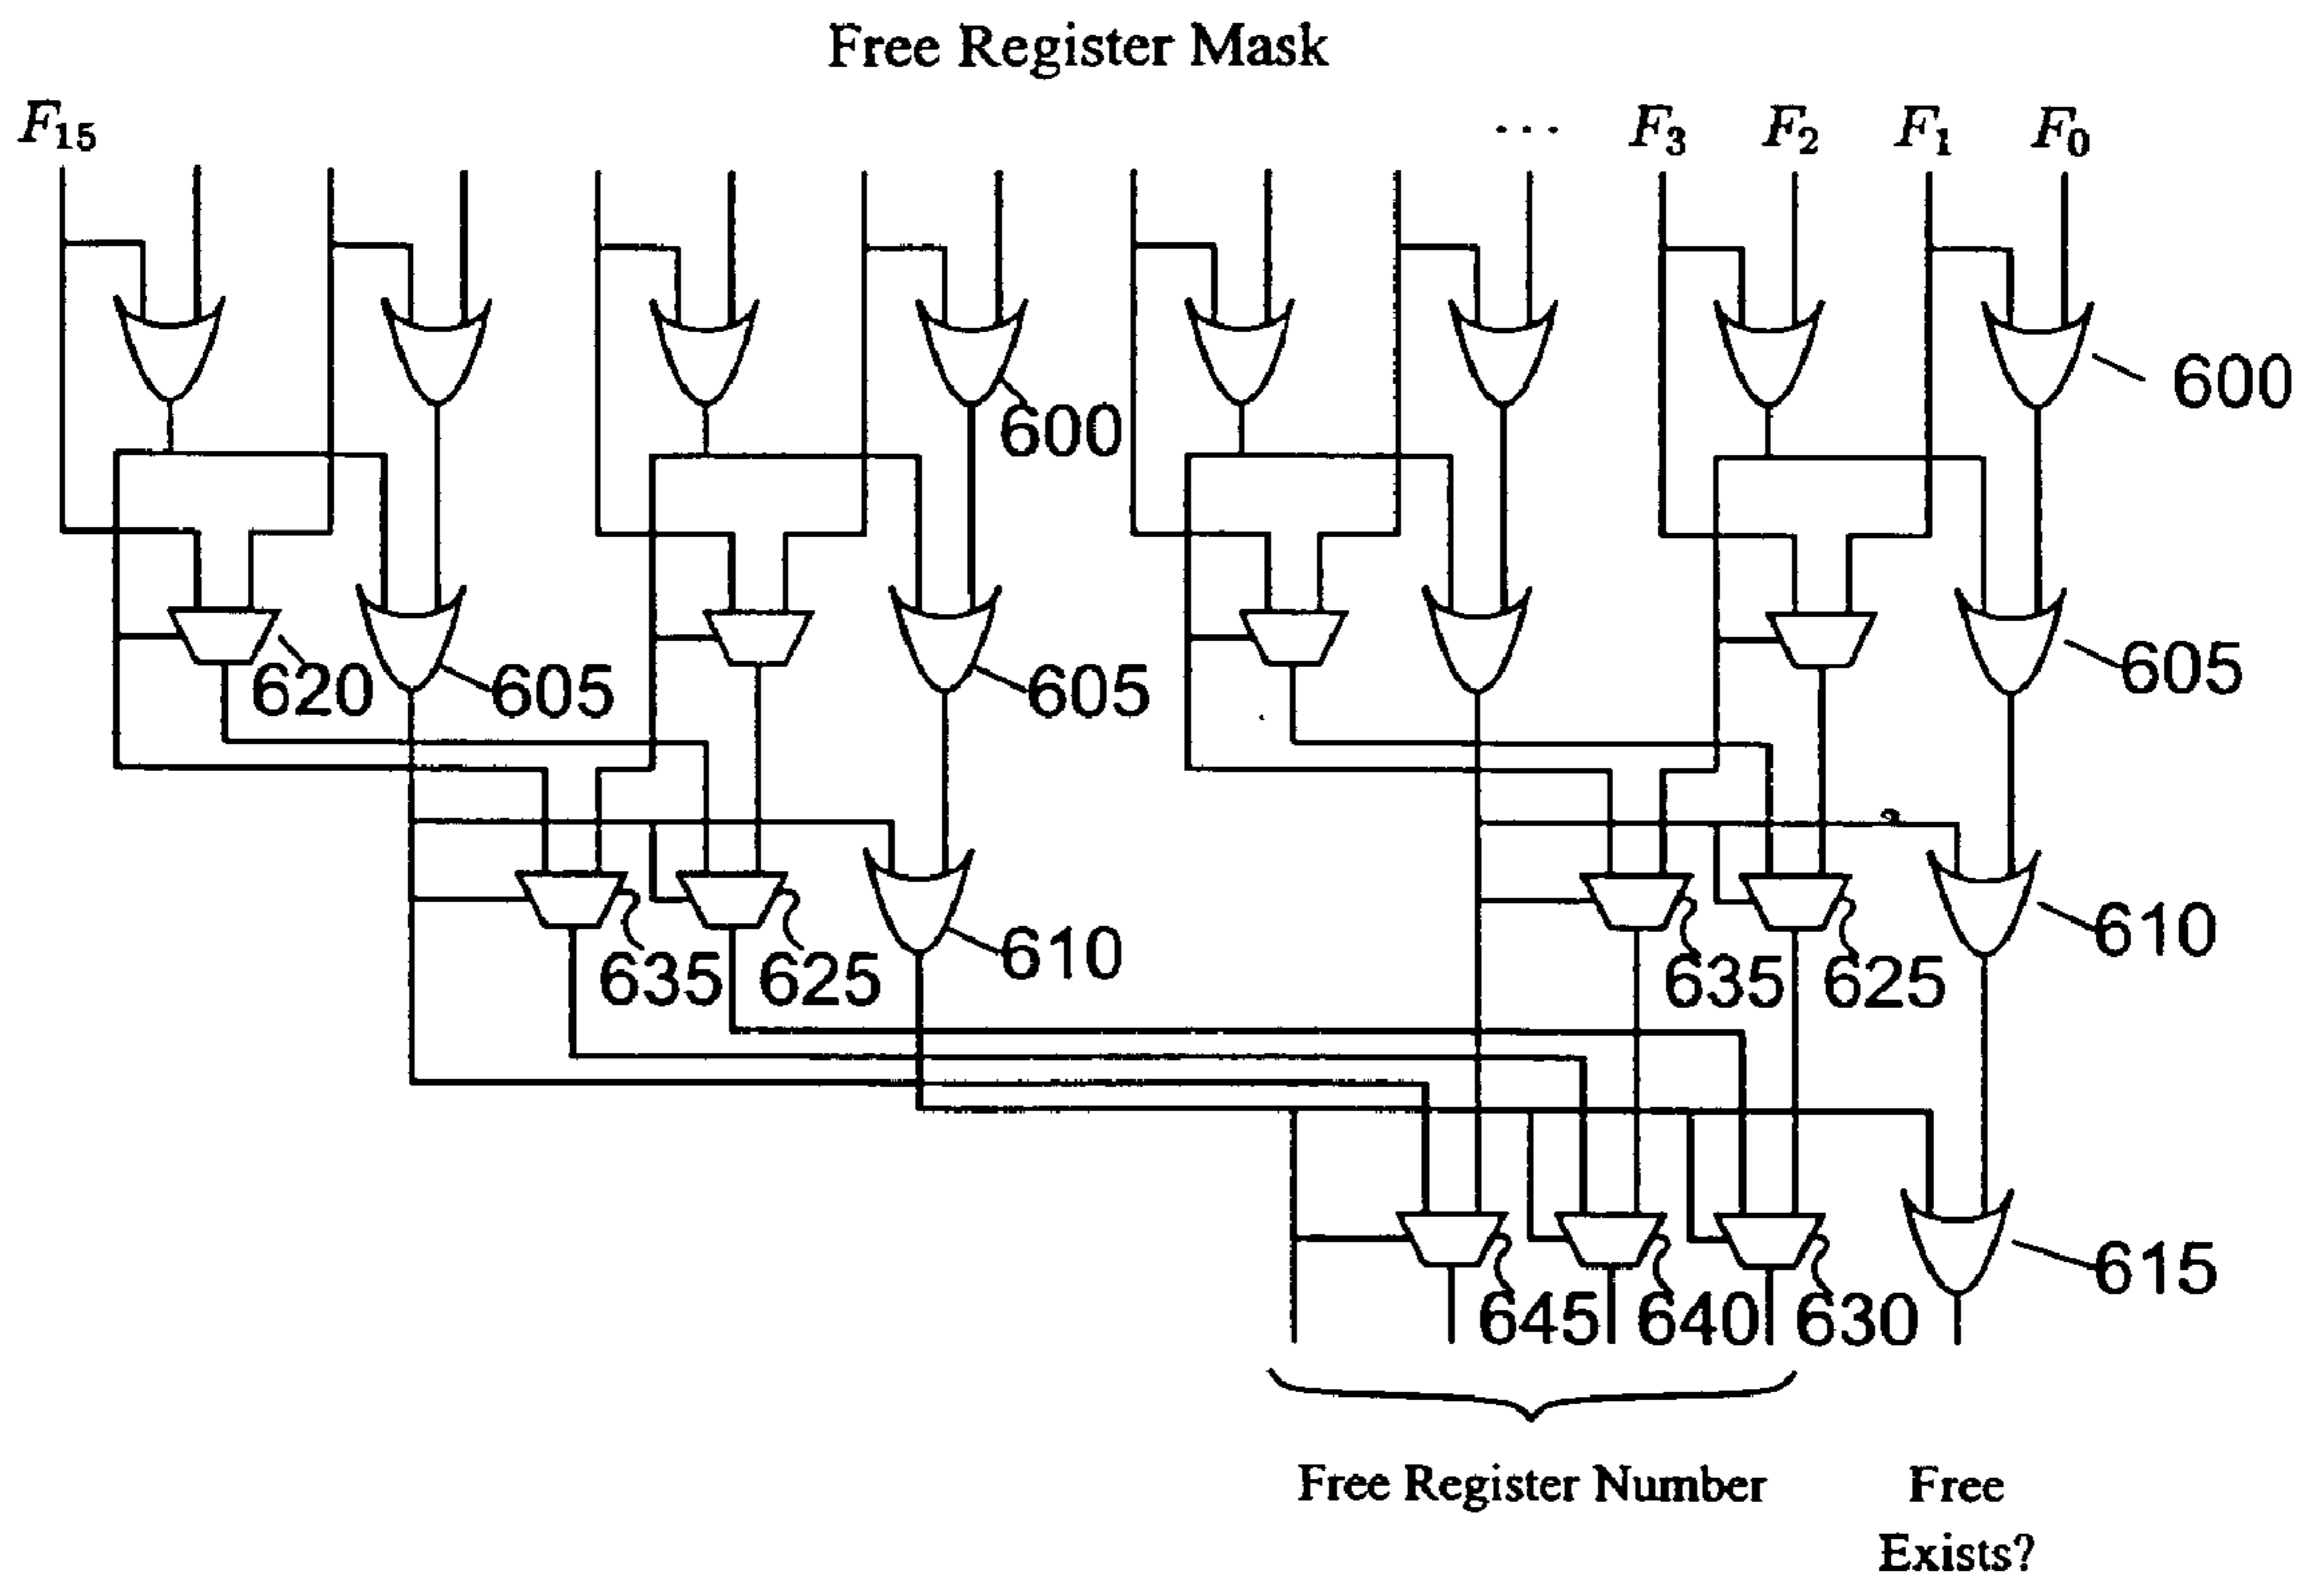 Free Register Mask
F15 ... F3 F2 F1 F0
600
600
620 605 605 605
635 625 610 635 625 610
645 640 630 615
Free Register Number Free
Exists?